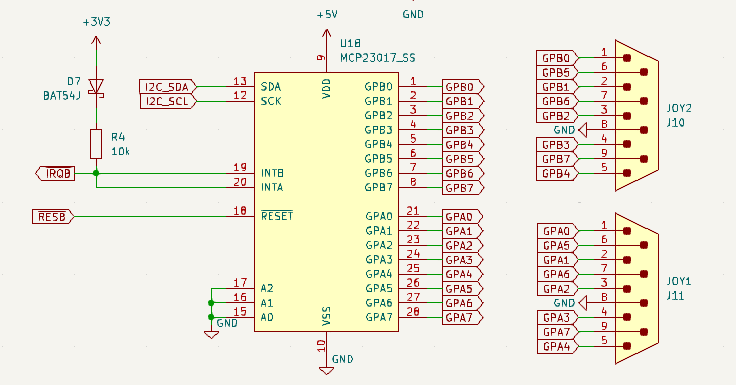 +3V3
D7
BAT54J
R4
10k
IRQB
RESB
I2C_SDA
I2C_SCL
+5V
GND
U18
MCP23017_SS
9
VDD
13 SDA
12 SCK
19 INTB
20 INTA
18 RESET
17 A2
16 A1
15 A0
GND
VSS
10
GND
GPB0 1 GPB0
GPB1 2 GPB1
GPB2 3 GPB2
GPB3 4 GPB3
GPB4 5 GPB4
GPB5 6 GPB5
GPB6 7 GPB6
GPB7 8 GPB7
GPA0 21 GPA0
GPA1 22 GPA1
GPA2 23 GPA2
GPA3 24 GPA3
GPA4 25 GPA4
GPA5 26 GPA5
GPA6 27 GPA6
GPA7 28 GPA7
GPB0 1
GPB5 6
GPB1 2
GPB6 7
GPB2 3
GND 8
GPB3 4
GPB7 9
GPB4 5
JOY2
J10
GPA0 1
GPA5 6
GPA1 2
GPA6 7
GPA2 3
GND 8
GPA3 4
GPA7 9
GPA4 5
JOY1
J11